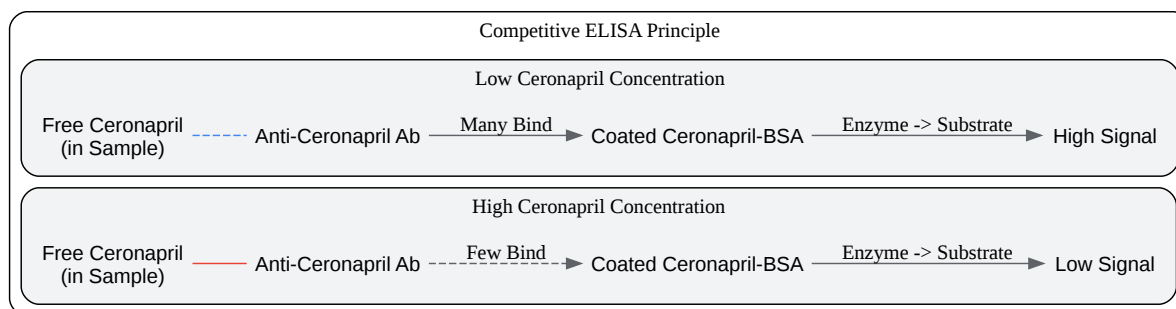 Competitive ELISA Principle
Low Ceronapril Concentration
Free Ceronapril
(in Sample)
Anti-Ceronapril Ab
Many Bind
Coated Ceronapril-BSA
Enzyme -> Substrate
High Signal
High Ceronapril Concentration
Free Ceronapril
(in Sample)
Anti-Ceronapril Ab
Few Bind
Coated Ceronapril-BSA
Enzyme -> Substrate
Low Signal